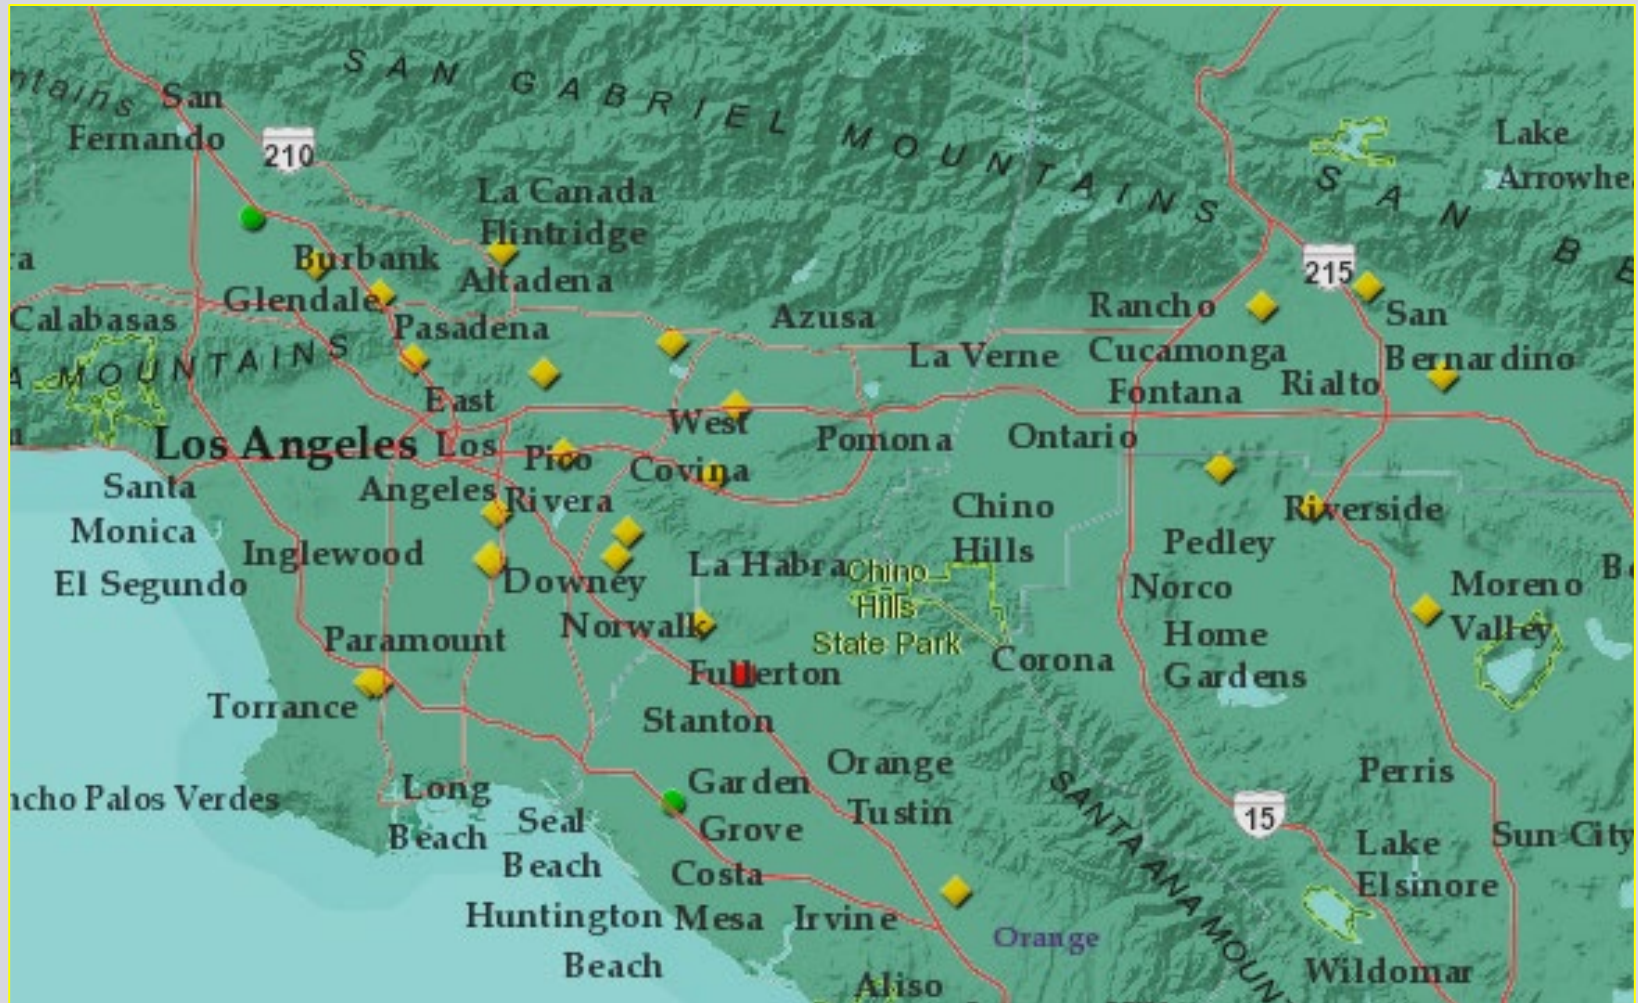 SAN GABRIEL MOUNTAINS
ntains
San
Fernando
210
Lake
Arrowhe
SAN
B E
La Canada
Flintridge
Burbank
Altadena
215
ra
Glendale
Calabasas
Pasadena
Azusa
Rancho
Cucamonga
San
Bernardino
A MOUNTAINS
La Verne
Fontana
Rialto
East
Los
Angeles
Los Angeles
West
Covina
Pomona
Ontario
Pico
Rivera
Santa
Monica
Chino
Hills
Riverside
Inglewood
El Segundo
Downey
La Habra
Chino
Hills
State Park
Pedley
Norco
Moreno
Valley
B
Norwalk
Paramount
Home
Gardens
Fullerton
Corona
Torrance
Stanton
Orange
Perris
ncho Palos Verdes
Long
Beach
Garden
Grove
Tustin
Seal
Beach
15
Sun City
SANTA ANA MOUN
Lake
Elsinore
Costa
Mesa
Huntington
Beach
Irvine
Orange
Wildomar
Aliso